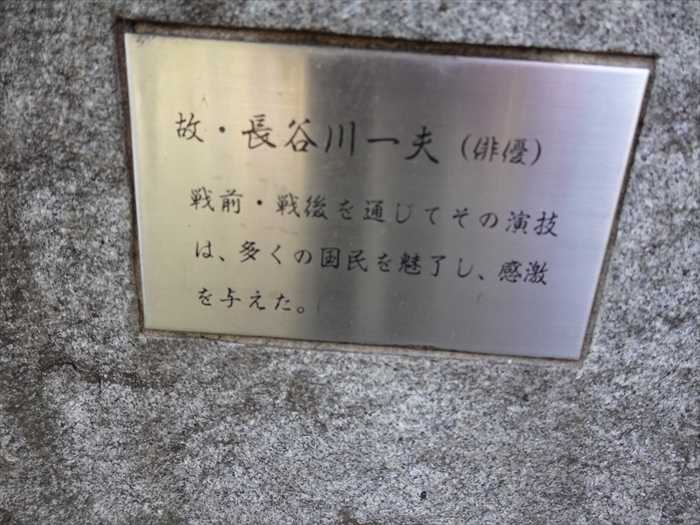 故・長谷川一夫(俳優)
戦前・戦後を通じてその演技
は、多くの国民を魅了し、感激
を与えた。